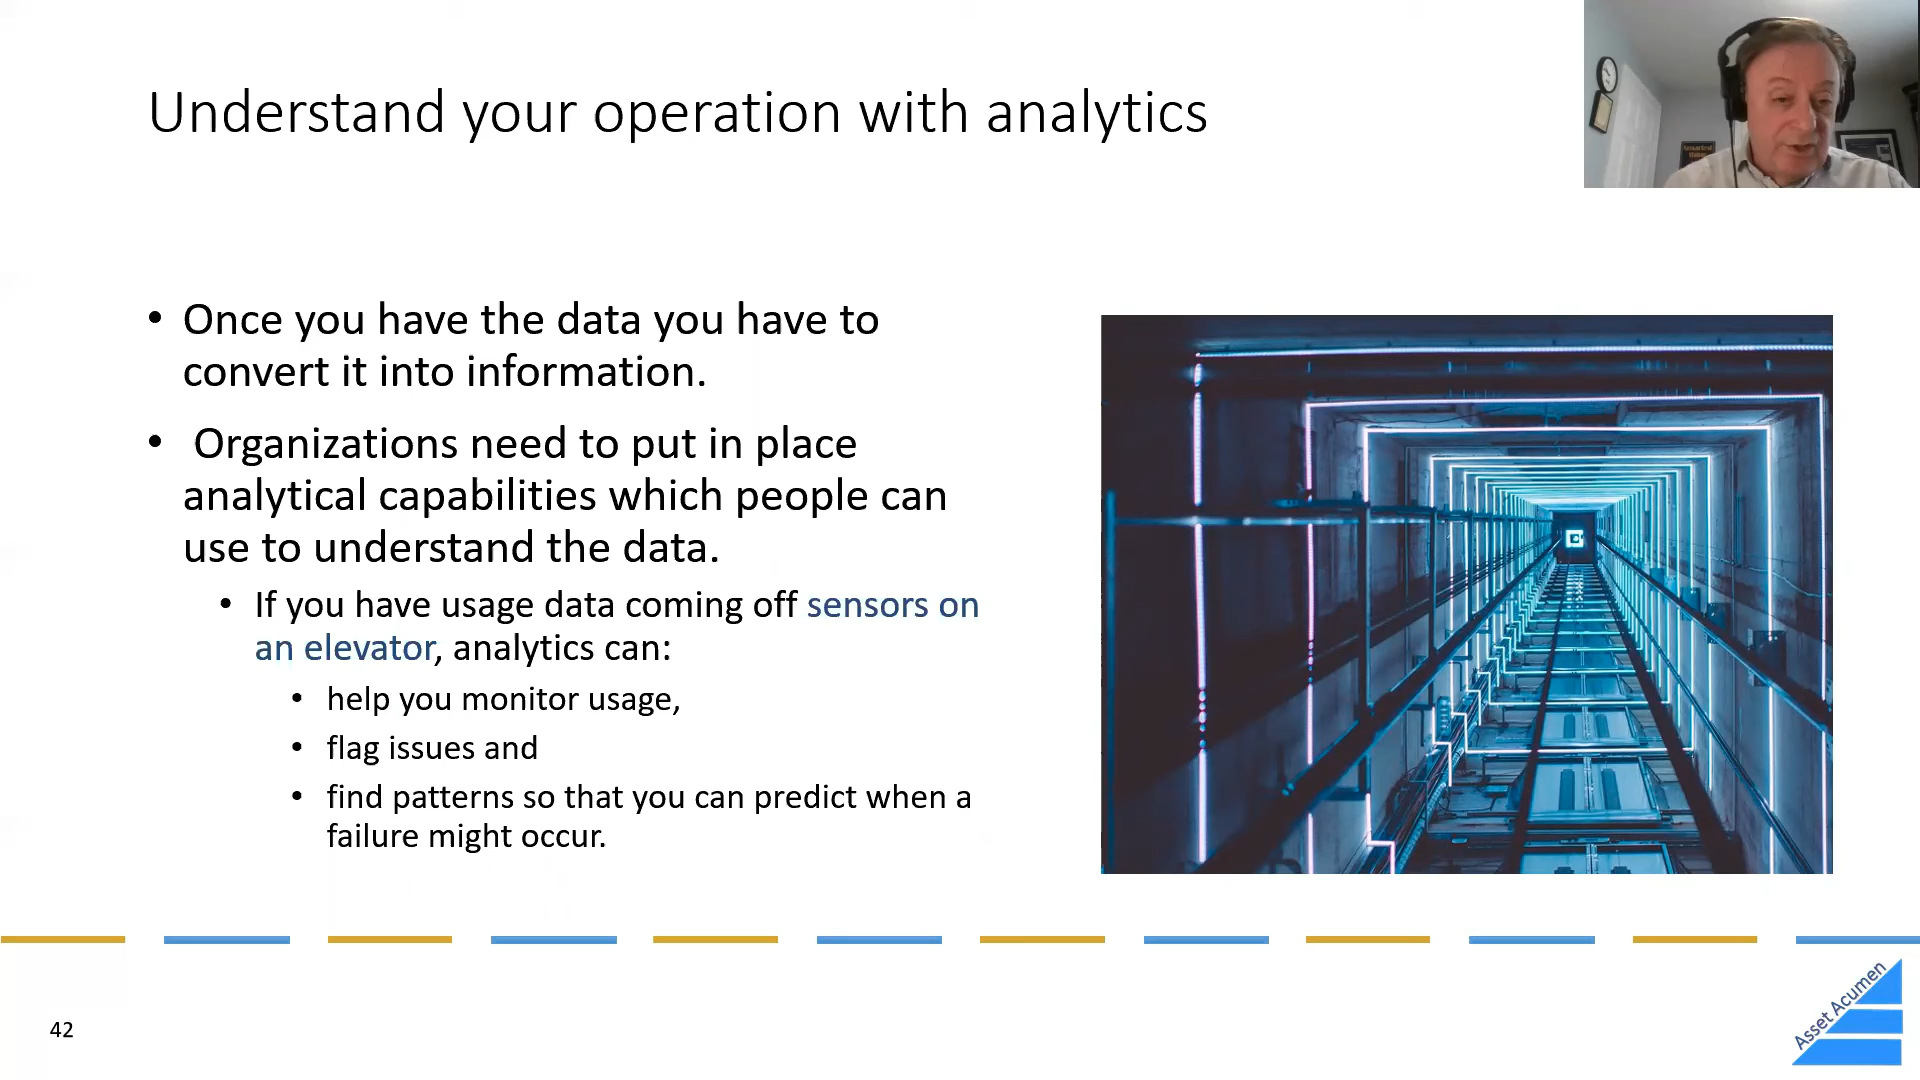 Understand your operation with analytics
• Once you have the data you have to
convert it into information.
• Organizations need to put in place
analytical capabilities which people can
use to understand the data.
• If you have usage data coming off sensors on
an elevator, analytics can:
• help you monitor usage,
• flag issues and
• find patterns so that you can predict when a
failure might occur.
42
Asset Acumen